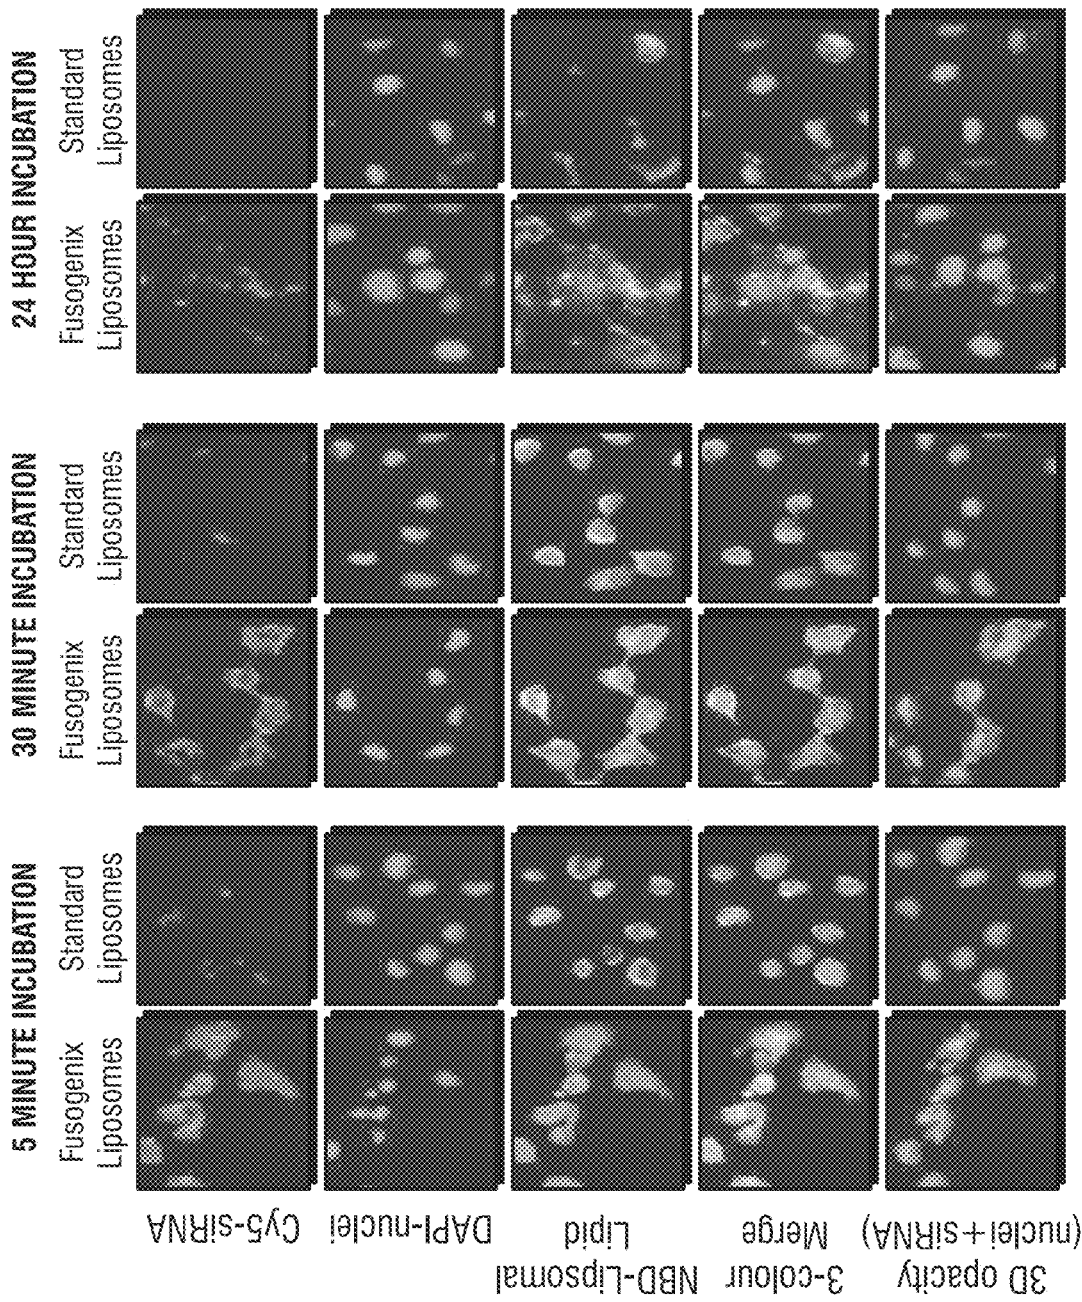 5 MINUTE INCUBATION
30 MINUTE INCUBATION
24 HOUR INCUBATION
Fusogenix
Liposomes
Standard
Liposomes
Fusogenix
Liposomes
Standard
Liposomes
Fusogenix
Liposomes
Standard
Liposomes
Cy5-siRNA
DAPI-nuclei
NBD-Liposomal
Lipid
3-colour
Merge
3D opacity
(nuclei+siRNA)